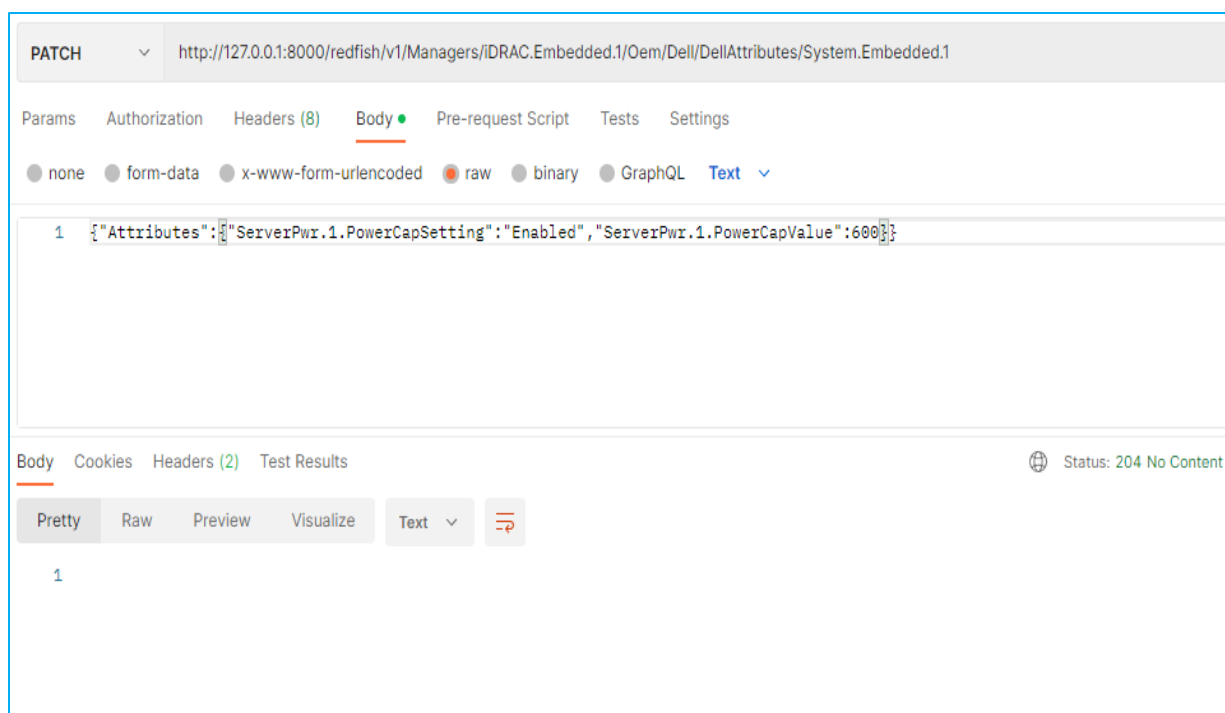 PATCH http://127.0.0.1:8000/redfish/v1/Managers/iDRAC.Embedded.1/Oem/Dell/DellAttributes/System.Embedded.1
Params Authorization Headers (8) Body Pre-request Script Tests Settings
none form-data x-www-form-urlencoded raw binary GraphQL Text
1 {"Attributes":{"ServerPwr.1.PowerCapSetting":"Enabled","ServerPwr.1.PowerCapValue":600}}
Body Cookies Headers (2) Test Results Status: 204 No Content
Pretty Raw Preview Visualize Text
1